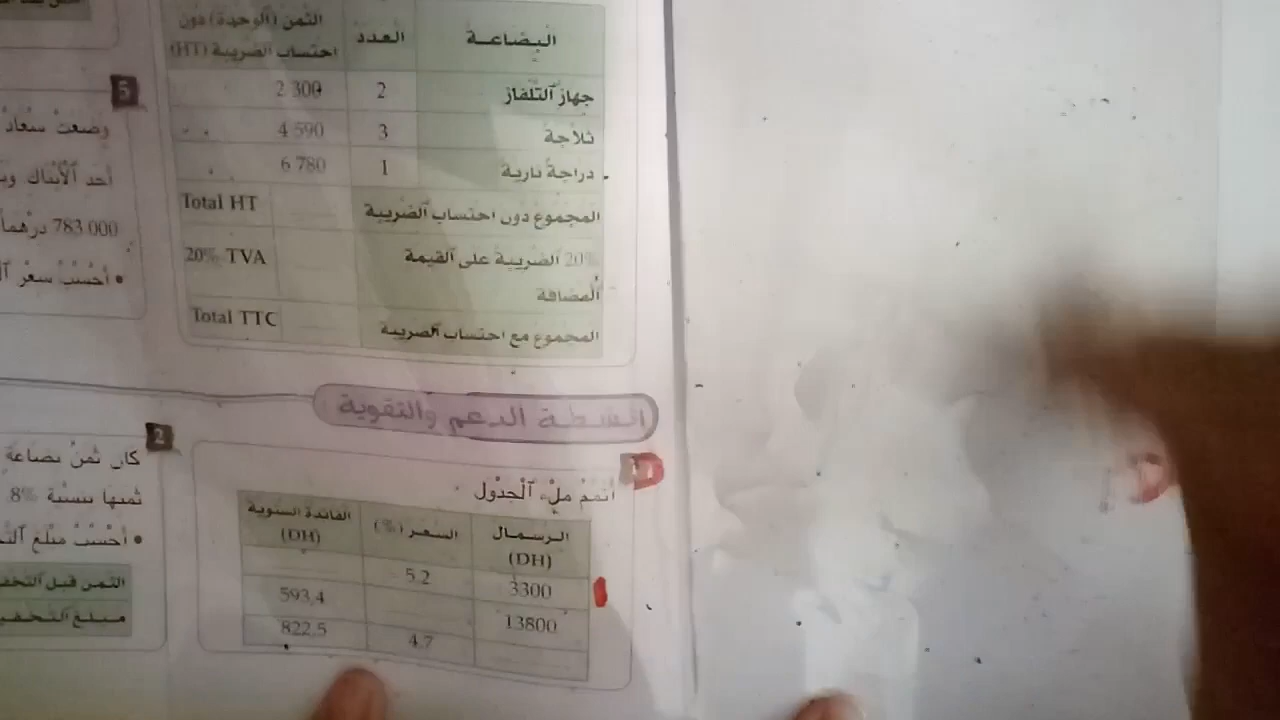 البضاعة العدد الثمن (الوحدة) دون احتساب الضريبة (HT)
جهاز التلفاز 2 2 300
ثلاجة 3 4 590
دراجة نارية 1 6 780
المجموع دون احتساب الضريبة Total HT
20% الضريبة على القيمة المضافة 20% TVA
المجموع مع احتساب الضريبة Total TTC
5
وضعت سعاد
أحد الأبناك
783 000 درهما
• أحسب سعر
أنشطة الدعم والتقوية
أتمم ملء الجدول
الرسمال (DH) السعر (%) الفائدة السنوية (DH)
3300 5.2
13800 593,4
4.7 822.5
2
كان ثمن بضاعة
ثمنها بنسبة 8%
• أحسب مبلغ
الثمن قبل
مبلغ